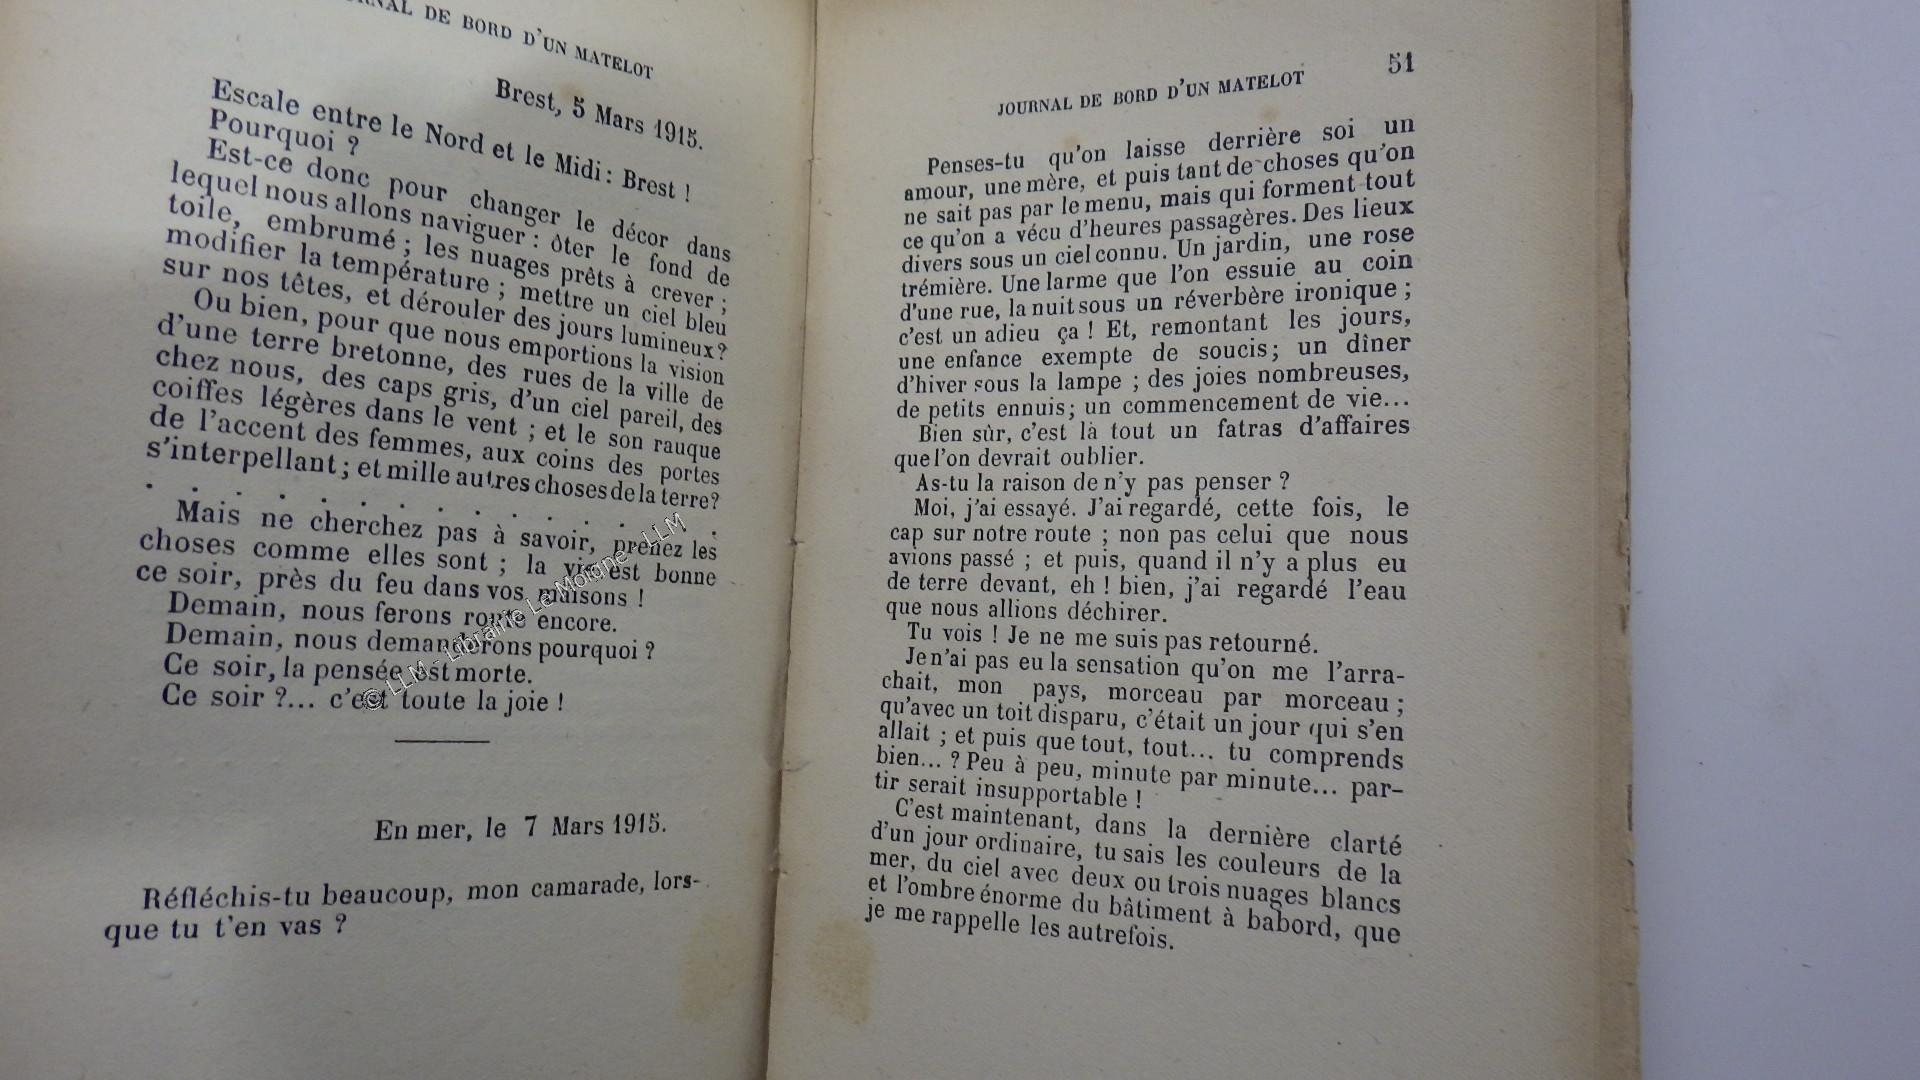 JOURNAL DE BORD D'UN MATELOT
Brest, 5 Mars 1915.
Escale entre le Nord et le Midi : Brest !
Pourquoi ?
Est-ce donc pour changer le décor dans
lequel nous allons naviguer : ôter le fond de
toile, embrumé ; les nuages prêts à crever ;
modifier la température ; mettre un ciel bleu
sur nos têtes, et dérouler des jours lumineux ?
Ou bien, pour que nous emportions la vision
d'une terre bretonne, des rues de la ville de
chez nous, des caps gris, d'un ciel pareil, des
coiffes légères dans le vent ; et le son rauque
de l'accent des femmes, aux coins des portes
s'interpellant ; et mille autres choses de la terre ?
. . . . . . . . . . . . .
Mais ne cherchez pas à savoir, prenez les
choses comme elles sont ; la vie est bonne
ce soir, près du feu dans vos maisons !
Demain, nous ferons route encore.
Demain, nous demanderons pourquoi ?
Ce soir, la pensée est morte.
Ce soir ?... c'est toute la joie !
En mer, le 7 Mars 1915.
Réfléchis-tu beaucoup, mon camarade, lors-
que tu t'en vas ?
© LLM - Librairie Le Moigne - LLM
JOURNAL DE BORD D'UN MATELOT 51
Penses-tu qu'on laisse derrière soi un
amour, une mère, et puis tant de choses qu'on
ne sait pas par le menu, mais qui forment tout
ce qu'on a vécu d'heures passagères. Des lieux
divers sous un ciel connu. Un jardin, une rose
trémière. Une larme que l'on essuie au coin
d'une rue, la nuit sous un réverbère ironique ;
c'est un adieu ça ! Et, remontant les jours,
une enfance exempte de soucis; un dîner
d'hiver sous la lampe ; des joies nombreuses,
de petits ennuis; un commencement de vie...
Bien sûr, c'est là tout un fatras d'affaires
que l'on devrait oublier.
As-tu la raison de n'y pas penser ?
Moi, j'ai essayé. J'ai regardé, cette fois, le
cap sur notre route ; non pas celui que nous
avions passé ; et puis, quand il n'y a plus eu
de terre devant, eh ! bien, j'ai regardé l'eau
que nous allions déchirer.
Tu vois ! Je ne me suis pas retourné.
Je n'ai pas eu la sensation qu'on me l'arra-
chait, mon pays, morceau par morceau ;
qu'avec un toit disparu, c'était un jour qui s'en
allait ; et puis que tout, tout... tu comprends
bien... ? Peu à peu, minute par minute... par-
tir serait insupportable !
C'est maintenant, dans la dernière clarté
d'un jour ordinaire, tu sais les couleurs de la
mer, du ciel avec deux ou trois nuages blancs
et l'ombre énorme du bâtiment à babord, que
je me rappelle les autrefois.